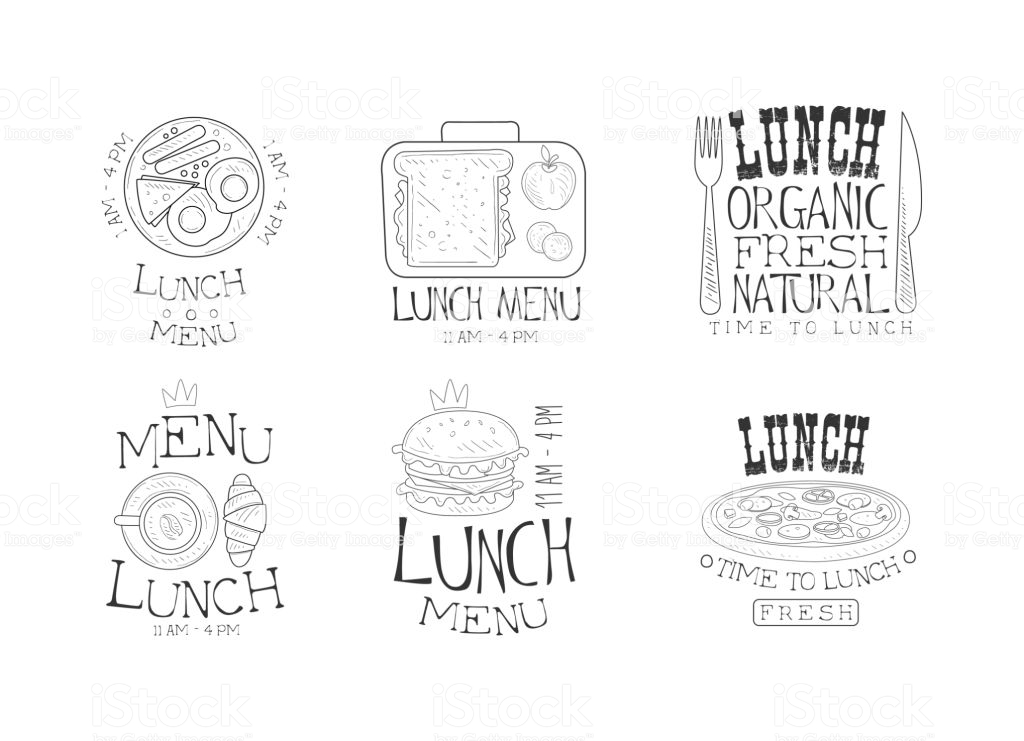 1 AM - 4 PM
1 AM - 4 PM
LUNCH
MENU
LUNCH MENU
11 AM - 4 PM
LUNCH
ORGANIC
FRESH
NATURAL
TIME TO LUNCH
MENU
LUNCH
11 AM - 4 PM
11 AM - 4 PM
LUNCH
MENU
LUNCH
TIME TO LUNCH
FRESH
iStock
by Getty Images™